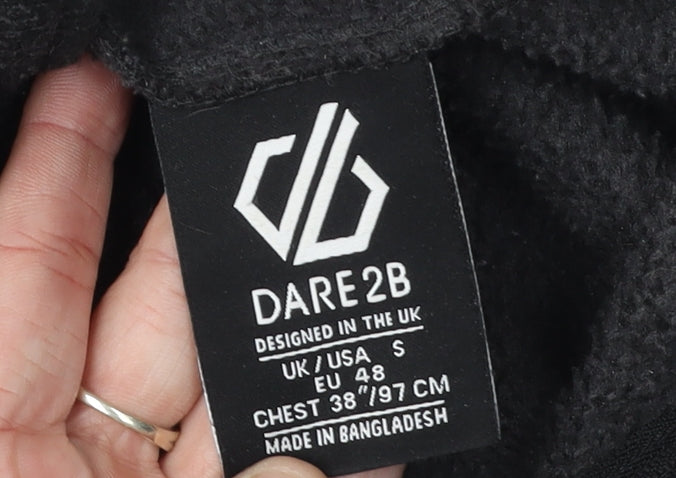 DARE2B
DESIGNED IN THE UK
UK / USA S
EU 48
CHEST 38"/97 CM
MADE IN BANGLADESH